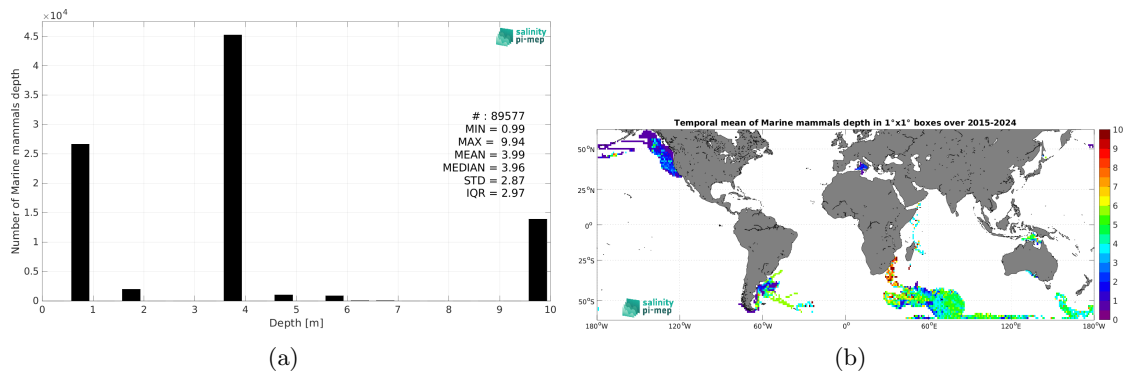 ×10⁴
4.5
4
3.5
3
2.5
2
1.5
1
0.5
0
Number of Marine mammals depth
0 1 2 3 4 5 6 7 8 9 10
Depth [m]
salinity
pi-mep
# : 89577
MIN = 0.99
MAX = 9.94
MEAN = 3.99
MEDIAN = 3.96
STD = 2.87
IQR = 2.97
(a)
Temporal mean of Marine mammals depth in 1°x1° boxes over 2015-2024
50°N
25°N
0°
25°S
50°S
180°W 120°W 60°W 0° 60°E 120°E 180°W
salinity
pi-mep
10
9
8
7
6
5
4
3
2
1
0
(b)